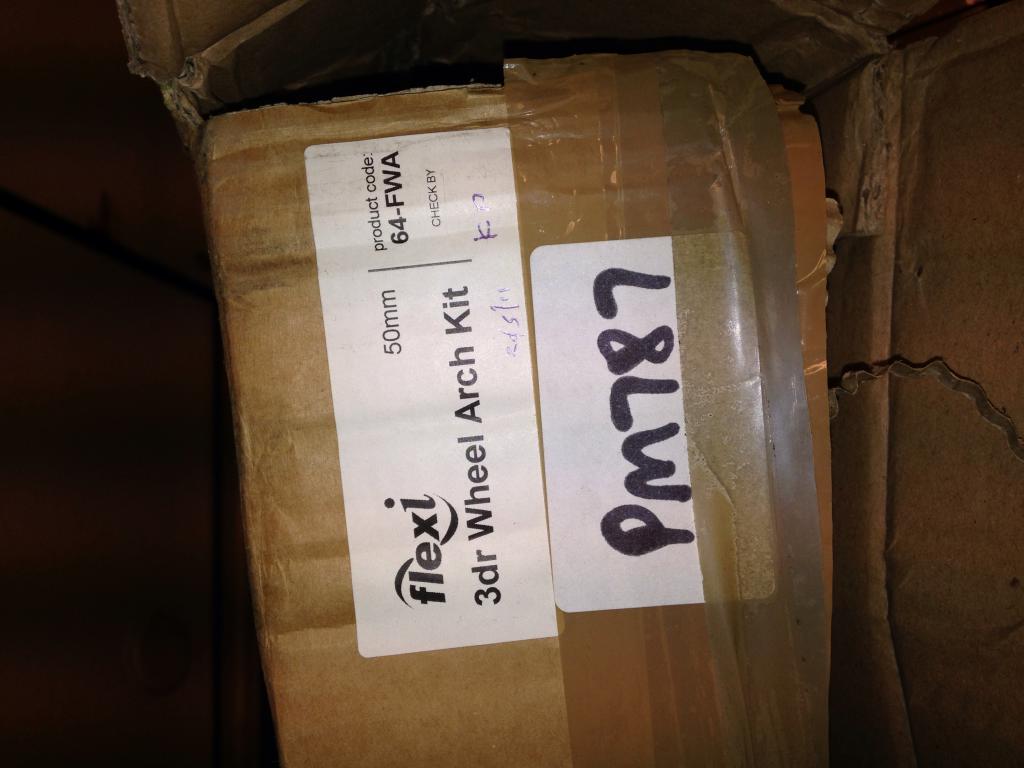 flexi
50mm
3dr Wheel Arch Kit
product code:
64-FWA
CHECK BY
K.P
PM787